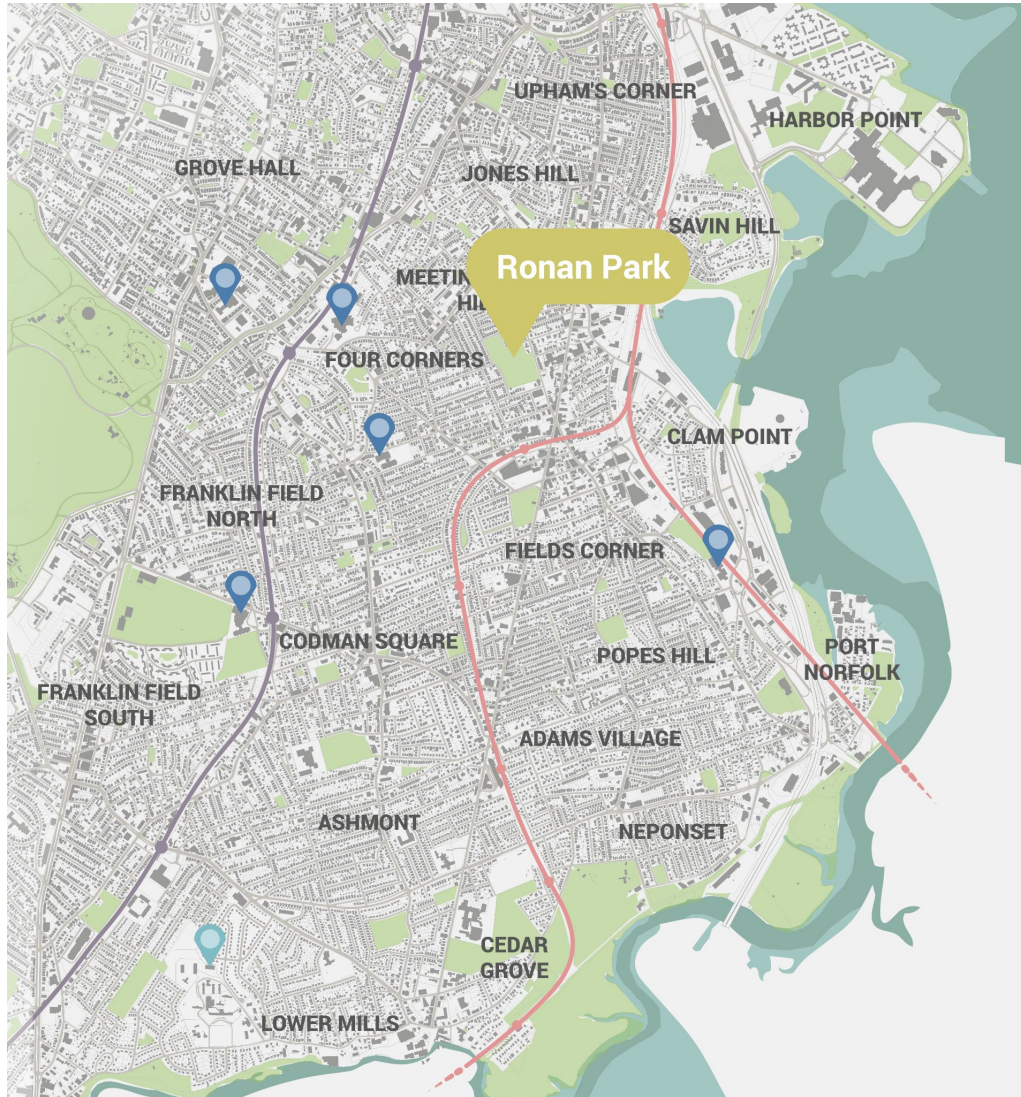 UPHAM'S CORNER
HARBOR POINT
GROVE HALL
JONES HILL
SAVIN HILL
Ronan Park
FOUR CORNERS
CLAM POINT
FRANKLIN FIELD
NORTH
FIELDS CORNER
CODMAN SQUARE
POPES HILL
PORT
NORFOLK
FRANKLIN FIELD
SOUTH
ADAMS VILLAGE
ASHMONT
NEPONSET
CEDAR
GROVE
LOWER MILLS